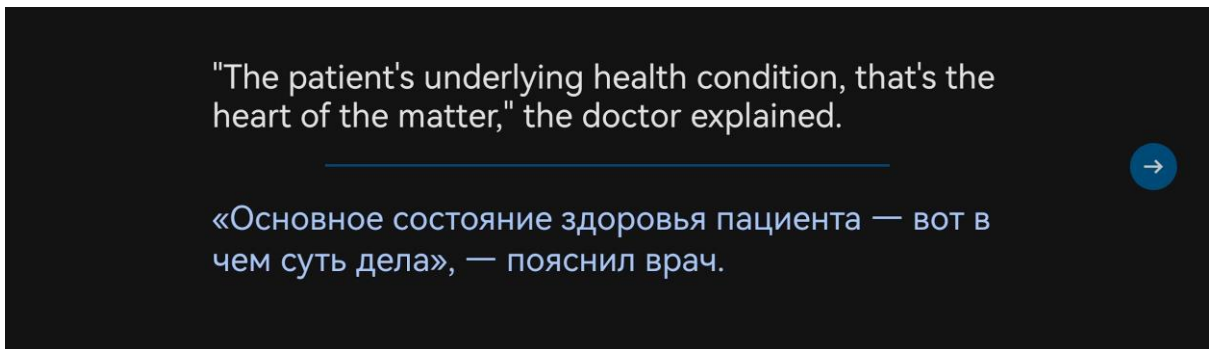 "The patient's underlying health condition, that's the
heart of the matter," the doctor explained.
«Основное состояние здоровья пациента — вот в
чем суть дела», — пояснил врач.